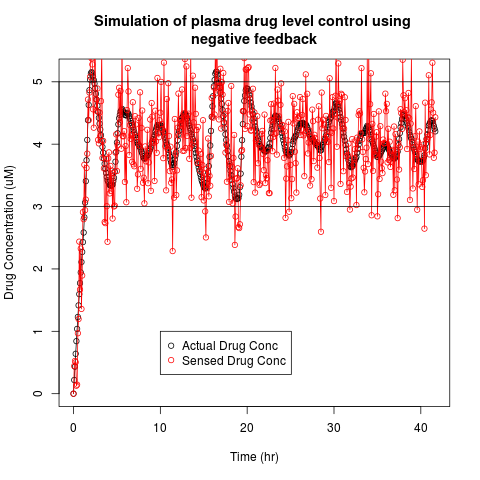 Simulation of plasma drug level control using
negative feedback
Drug Concentration (uM)
5
4
3
2
1
0
Actual Drug Conc
Sensed Drug Conc
0 10 20 30 40
Time (hr)